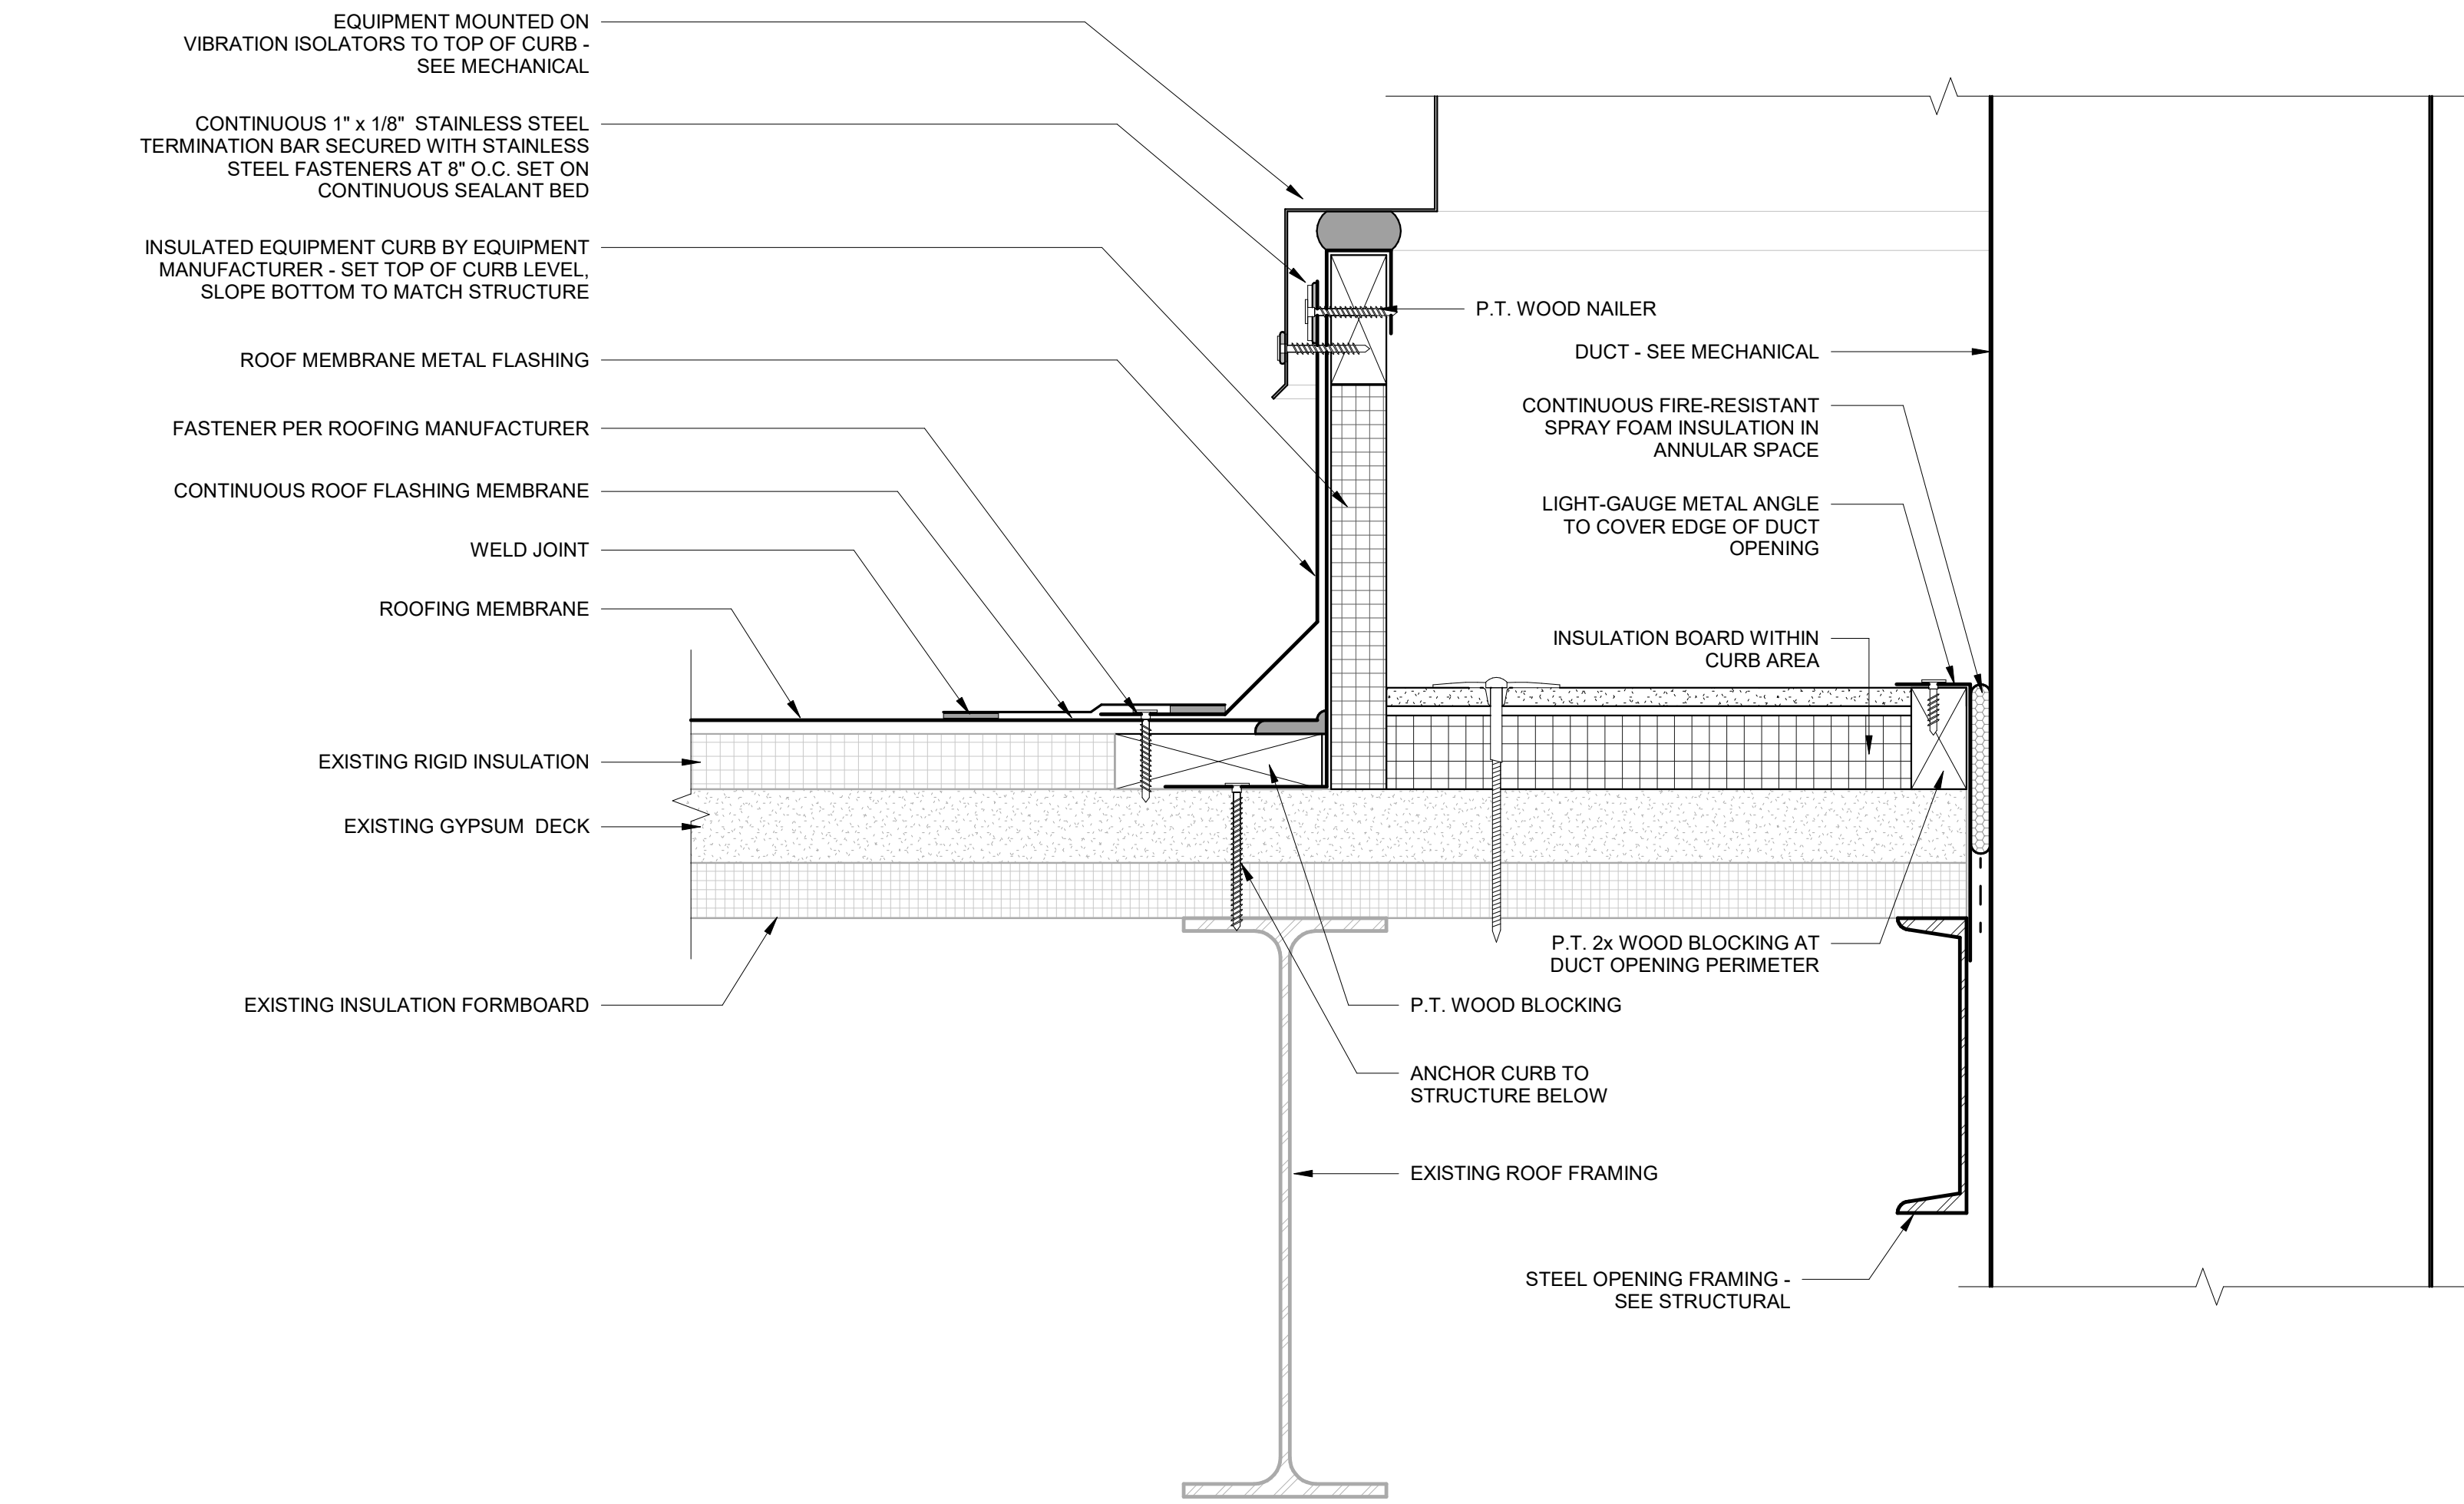 EQUIPMENT MOUNTED ON
VIBRATION ISOLATORS TO TOP OF CURB -
SEE MECHANICAL
CONTINUOUS 1" x 1/8" STAINLESS STEEL
TERMINATION BAR SECURED WITH STAINLESS
STEEL FASTENERS AT 8" O.C. SET ON
CONTINUOUS SEALANT BED
INSULATED EQUIPMENT CURB BY EQUIPMENT
MANUFACTURER - SET TOP OF CURB LEVEL,
SLOPE BOTTOM TO MATCH STRUCTURE
ROOF MEMBRANE METAL FLASHING
FASTENER PER ROOFING MANUFACTURER
CONTINUOUS ROOF FLASHING MEMBRANE
WELD JOINT
ROOFING MEMBRANE
EXISTING RIGID INSULATION
EXISTING GYPSUM DECK
EXISTING INSULATION FORMBOARD
P.T. WOOD NAILER
DUCT - SEE MECHANICAL
CONTINUOUS FIRE-RESISTANT
SPRAY FOAM INSULATION IN
ANNULAR SPACE
LIGHT-GAUGE METAL ANGLE
TO COVER EDGE OF DUCT
OPENING
INSULATION BOARD WITHIN
CURB AREA
P.T. 2x WOOD BLOCKING AT
DUCT OPENING PERIMETER
P.T. WOOD BLOCKING
ANCHOR CURB TO
STRUCTURE BELOW
EXISTING ROOF FRAMING
STEEL OPENING FRAMING -
SEE STRUCTURAL